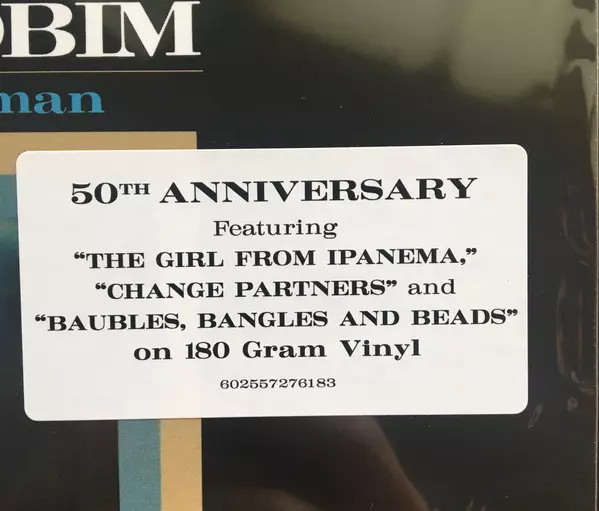 OBIM
man
50TH ANNIVERSARY
Featuring
“THE GIRL FROM IPANEMA,”
“CHANGE PARTNERS” and
“BAUBLES, BANGLES AND BEADS”
on 180 Gram Vinyl
602557276183